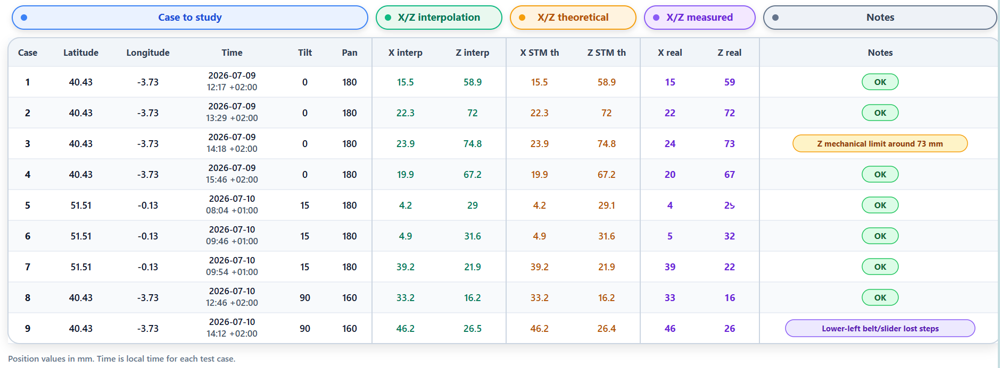 Case to study X/Z interpolation X/Z theoretical X/Z measured Notes
Case Latitude Longitude Time Tilt Pan X interp Z interp X STM th Z STM th X real Z real Notes
1 40.43 -3.73 2026-07-09 12:17 +02:00 0 180 15.5 58.9 15.5 58.9 15 59 OK
2 40.43 -3.73 2026-07-09 13:29 +02:00 0 180 22.3 72 22.3 72 22 72 OK
3 40.43 -3.73 2026-07-09 14:18 +02:00 0 180 23.9 74.8 23.9 74.8 24 73 Z mechanical limit around 73 mm
4 40.43 -3.73 2026-07-09 15:46 +02:00 0 180 19.9 67.2 19.9 67.2 20 67 OK
5 51.51 -0.13 2026-07-10 08:04 +01:00 15 180 4.2 29 4.2 29.1 4 OK
6 51.51 -0.13 2026-07-10 09:46 +01:00 15 180 4.9 31.6 4.9 31.6 5 32 OK
7 51.51 -0.13 2026-07-10 09:54 +01:00 15 180 39.2 21.9 39.2 21.9 39 22 OK
8 40.43 -3.73 2026-07-10 12:46 +02:00 90 160 33.2 16.2 33.2 16.2 33 16 OK
9 40.43 -3.73 2026-07-10 14:12 +02:00 90 160 46.2 26.5 46.2 26.4 46 26 Lower-left belt/slider lost steps
Position values in mm. Time is local time for each test case.